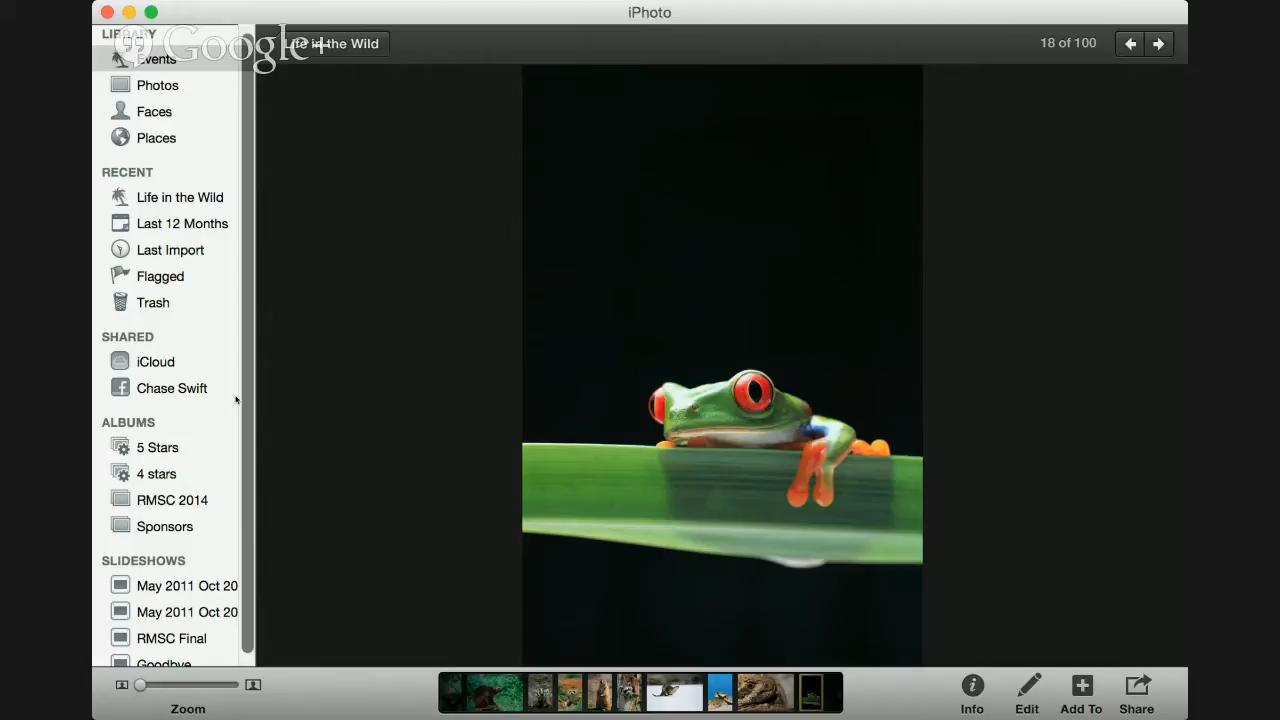 iPhoto
LIBRARY
Google+
Life in the Wild
18 of 100
Events
Photos
Faces
Places
RECENT
Life in the Wild
Last 12 Months
Last Import
Flagged
Trash
SHARED
iCloud
Chase Swift
ALBUMS
5 Stars
4 stars
RMSC 2014
Sponsors
SLIDESHOWS
May 2011 Oct 20
May 2011 Oct 20
RMSC Final
Goodbye
Zoom
Info
Edit
Add To
Share